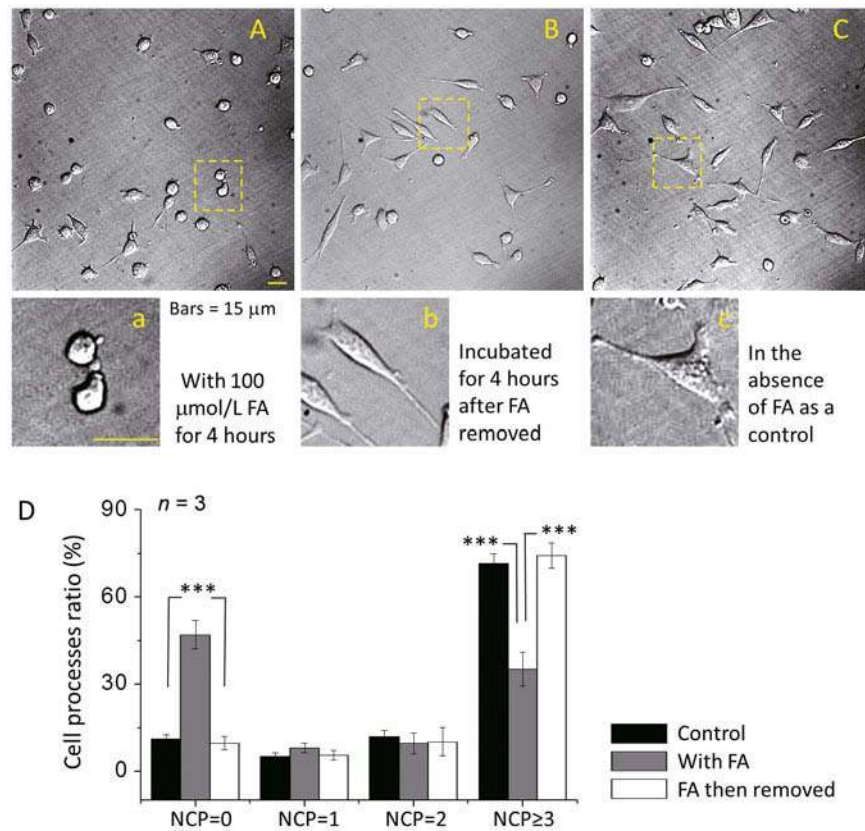 A
B
C
a
Bars = 15 μm
With 100
μmol/L FA
for 4 hours
b
Incubated
for 4 hours
after FA
removed
c
In the
absence
of FA as a
control
D
n = 3
Cell processes ratio (%)
90
60
30
0
***
***
***
NCP=0
NCP=1
NCP=2
NCP≥3
Control
With FA
FA then removed